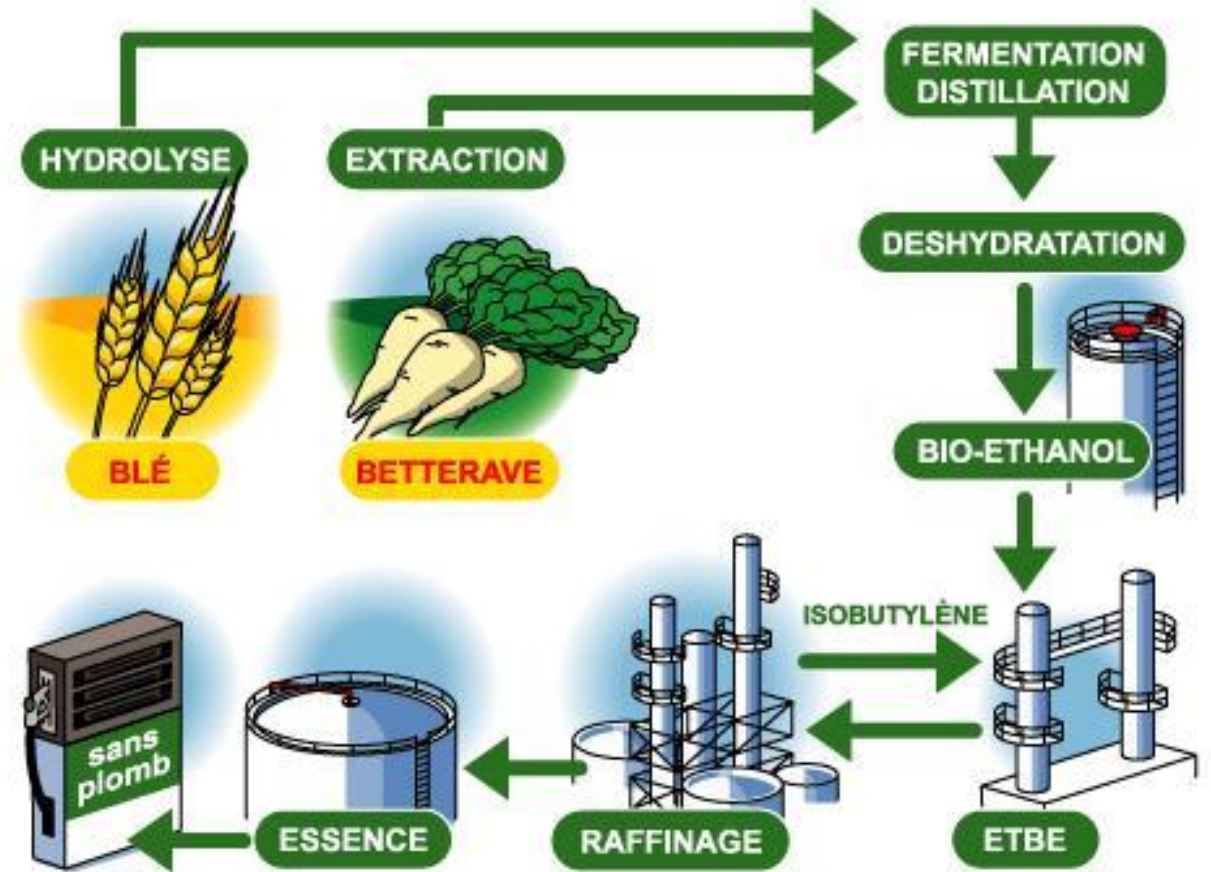 FERMENTATION
DISTILLATION
HYDROLYSE
EXTRACTION
DESHYDRATATION
BLÉ
BETTERAVE
BIO-ETHANOL
ISOBUTYLÈNE
sans
plomb
ESSENCE
RAFFINAGE
ETBE